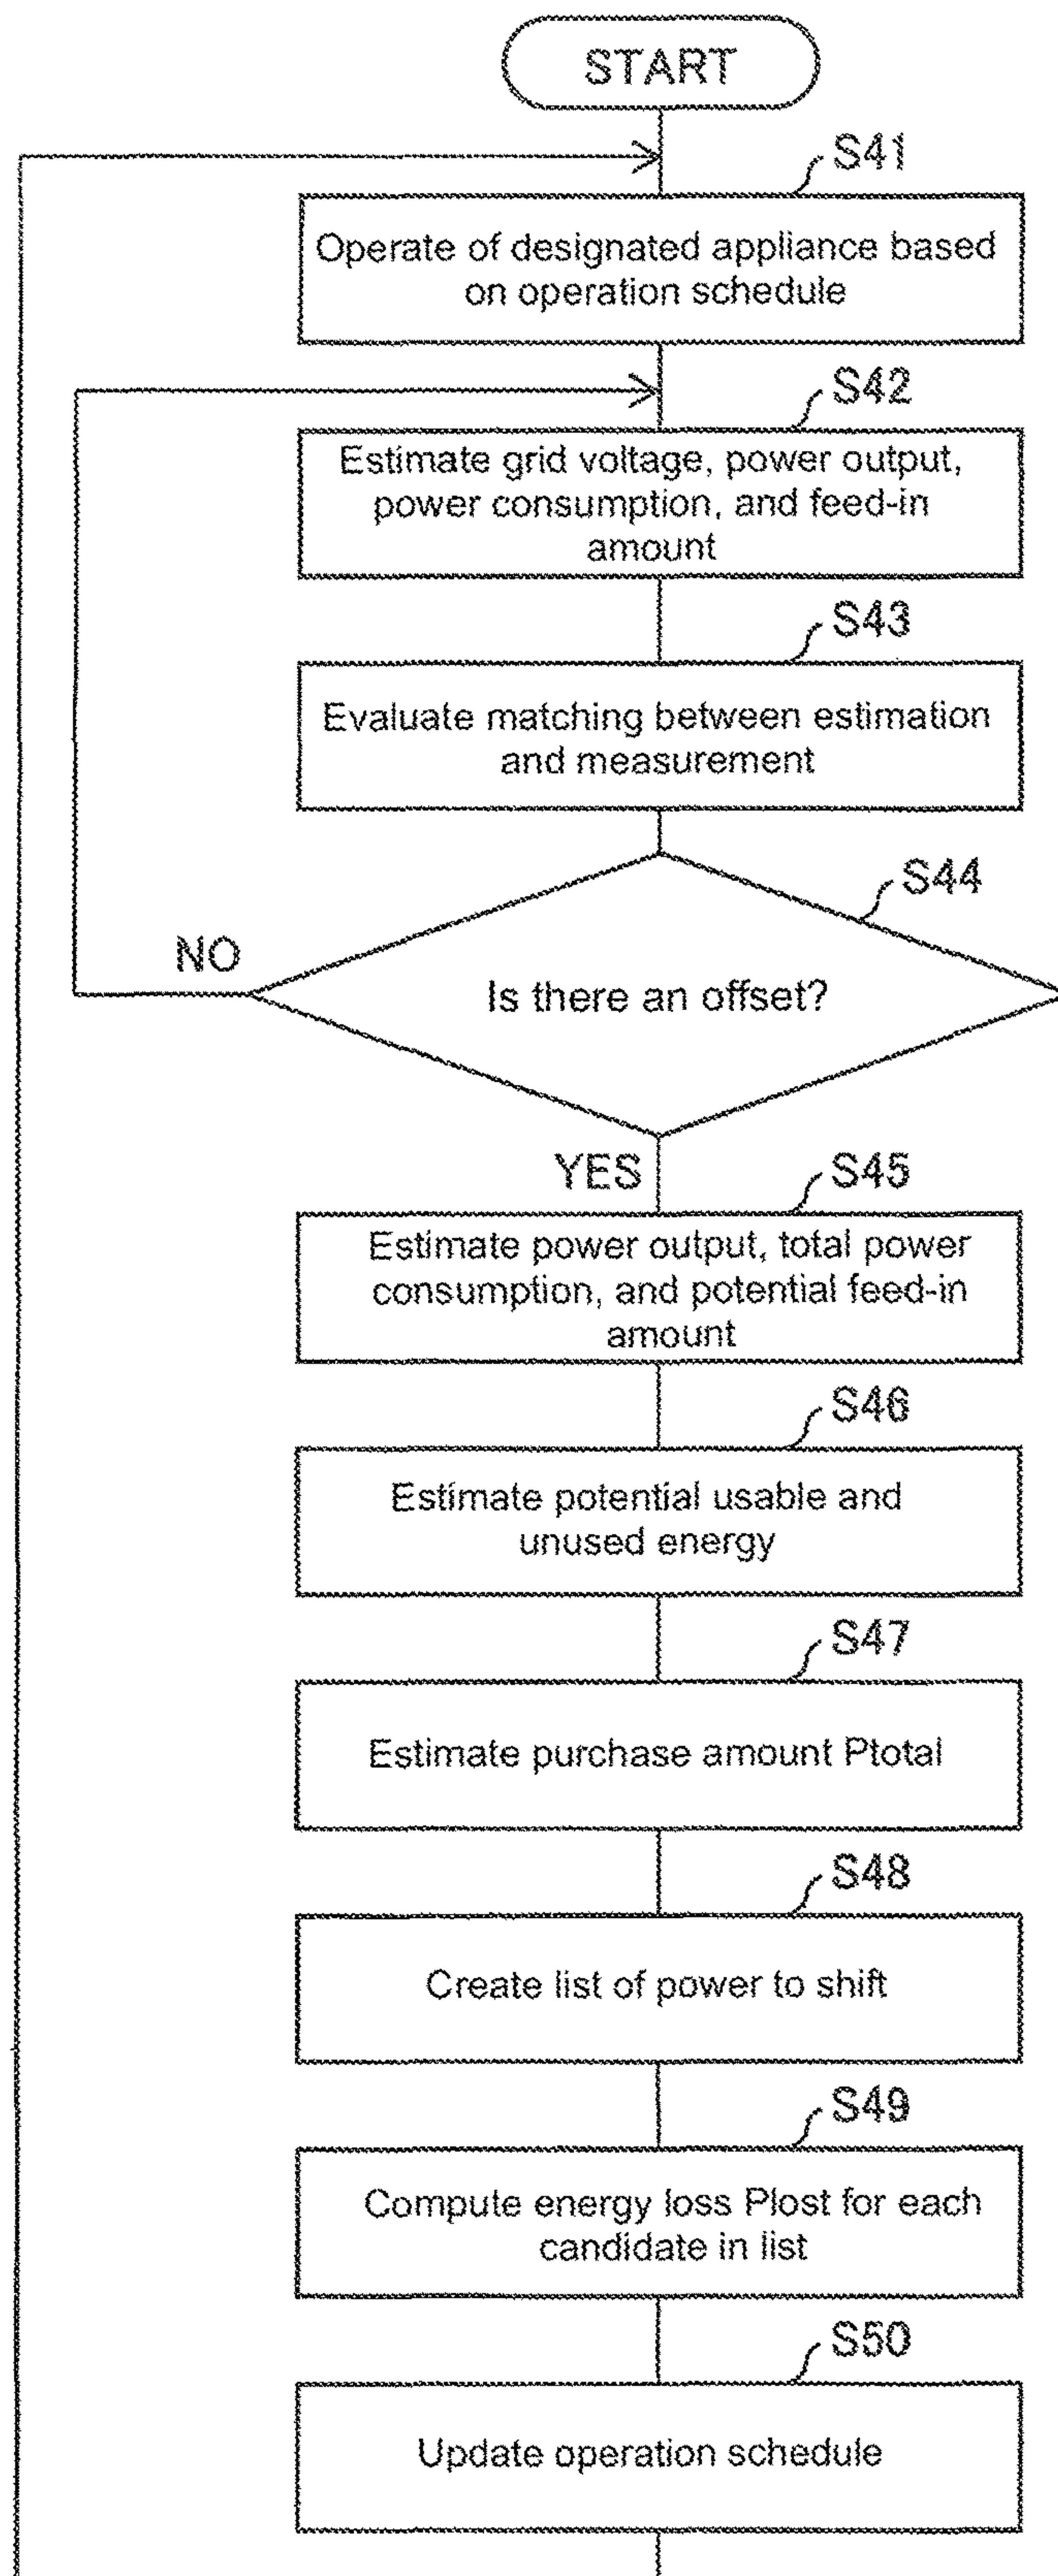 START
S41
Operate of designated appliance based
on operation schedule
S42
Estimate grid voltage, power output,
power consumption, and feed-in
amount
S43
Evaluate matching between estimation
and measurement
S44
NO
Is there an offset?
YES
S45
Estimate power output, total power
consumption, and potential feed-in
amount
S46
Estimate potential usable and
unused energy
S47
Estimate purchase amount Ptotal
S48
Create list of power to shift
S49
Compute energy loss Plost for each
candidate in list
S50
Update operation schedule